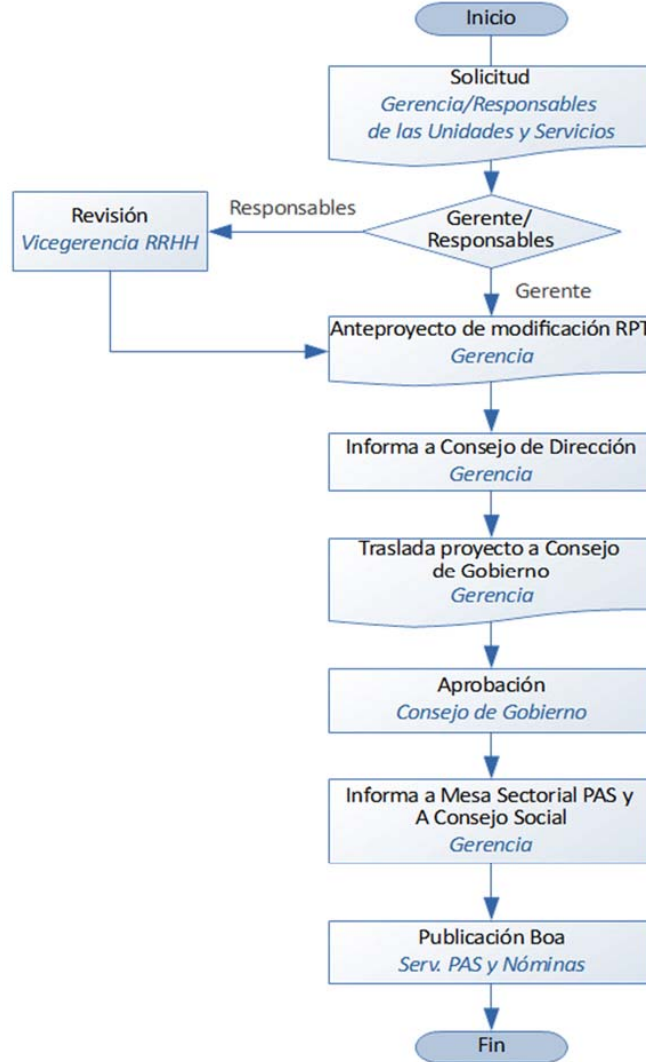 Inicio
Solicitud
Gerencia/Responsables
de las Unidades y Servicios
Responsables
Gerente/
Responsables
Revisión
Vicegerencia RRHH
Gerente
Anteproyecto de modificación RPT
Gerencia
Informa a Consejo de Dirección
Gerencia
Traslada proyecto a Consejo
de Gobierno
Gerencia
Aprobación
Consejo de Gobierno
Informa a Mesa Sectorial PAS y
A Consejo Social
Gerencia
Publicación Boa
Serv. PAS y Nóminas
Fin